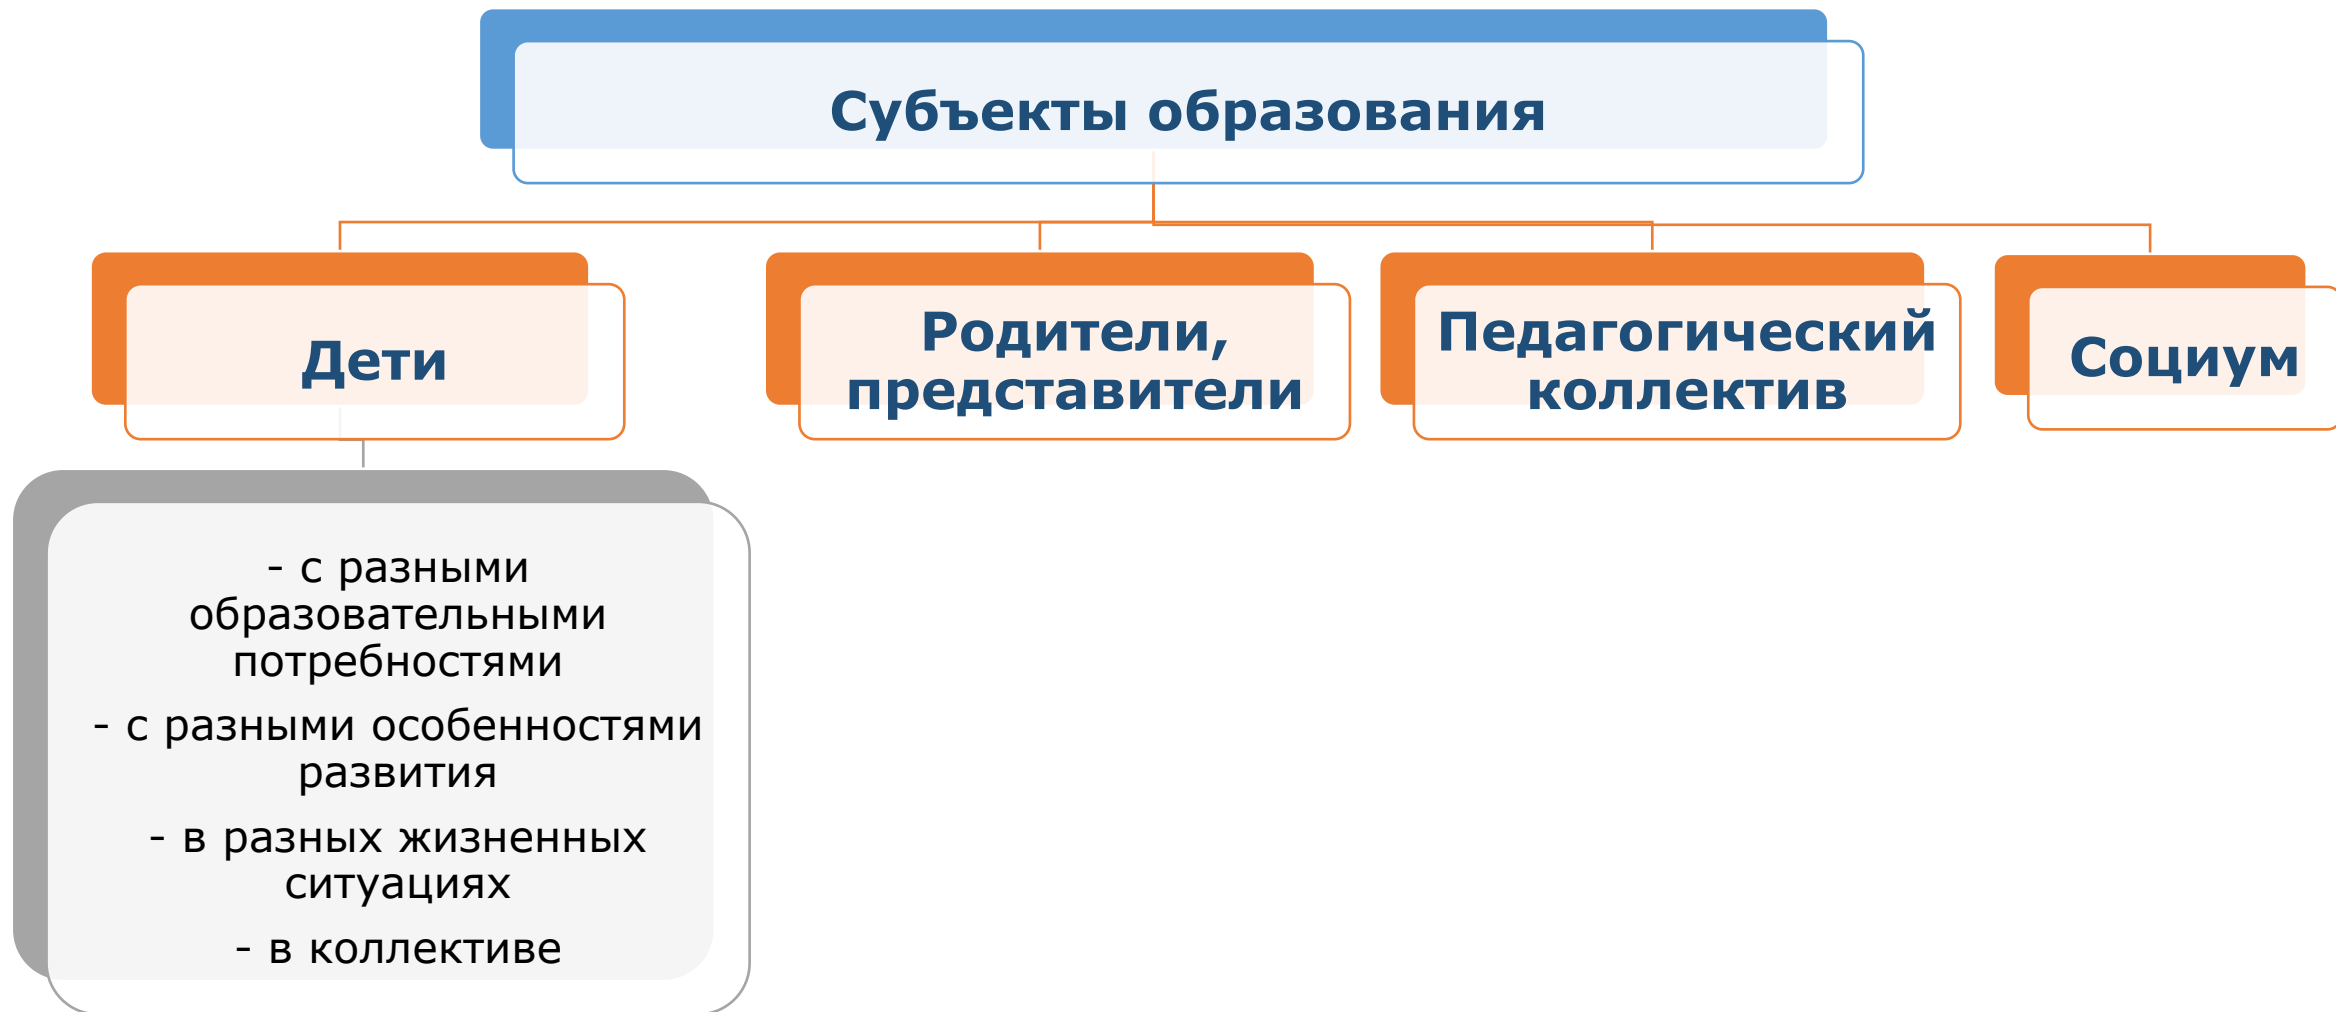 Субъекты образования
Дети
Родители,
представители
Педагогический
коллектив
Социум
- с разными
образовательными
потребностями
- с разными особенностями
развития
- в разных жизненных
ситуациях
- в коллективе